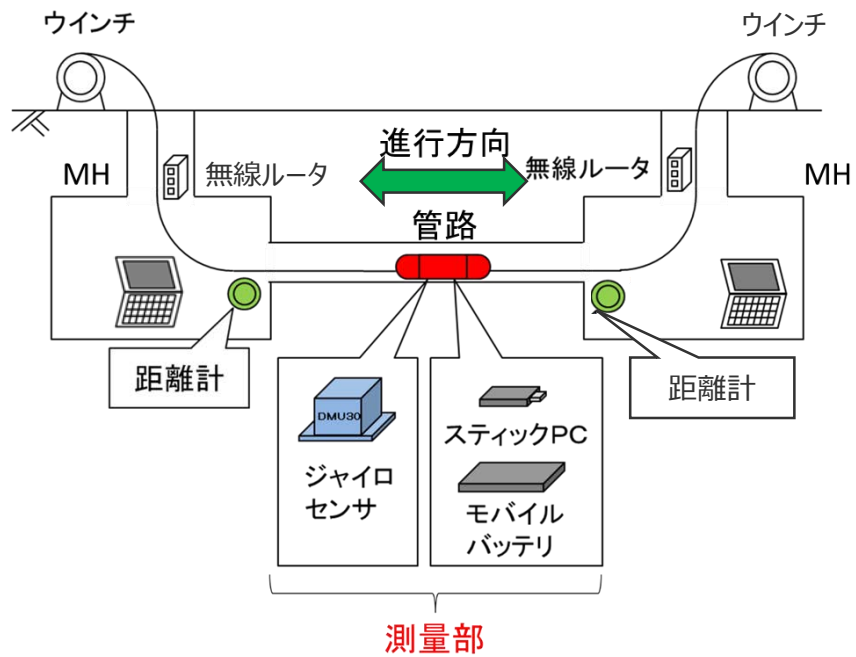 ウインチ
ウインチ
進行方向
MH
無線ルータ
無線ルータ
MH
管路
距離計
距離計
DMU30
ジャイロ
センサ
スティックPC
モバイル
バッテリ
測量部